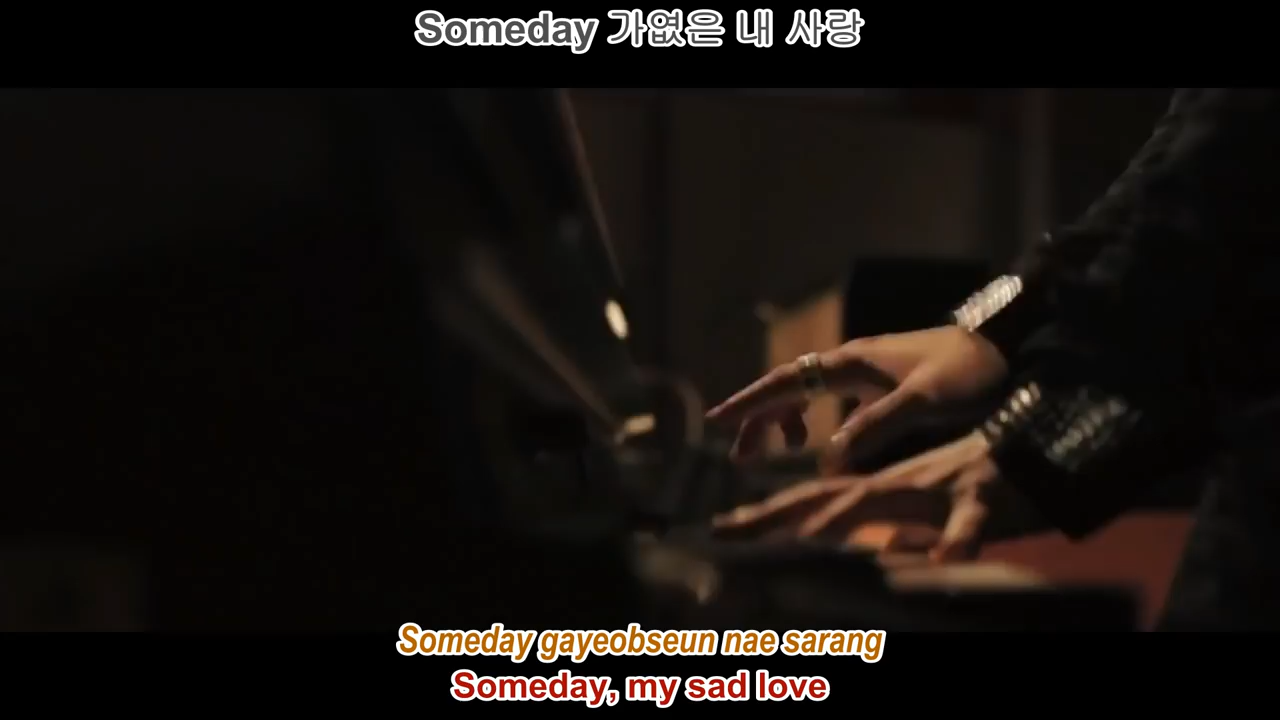 Someday 가엾은 내 사랑
Someday gayeobseun nae sarang
Someday, my sad love